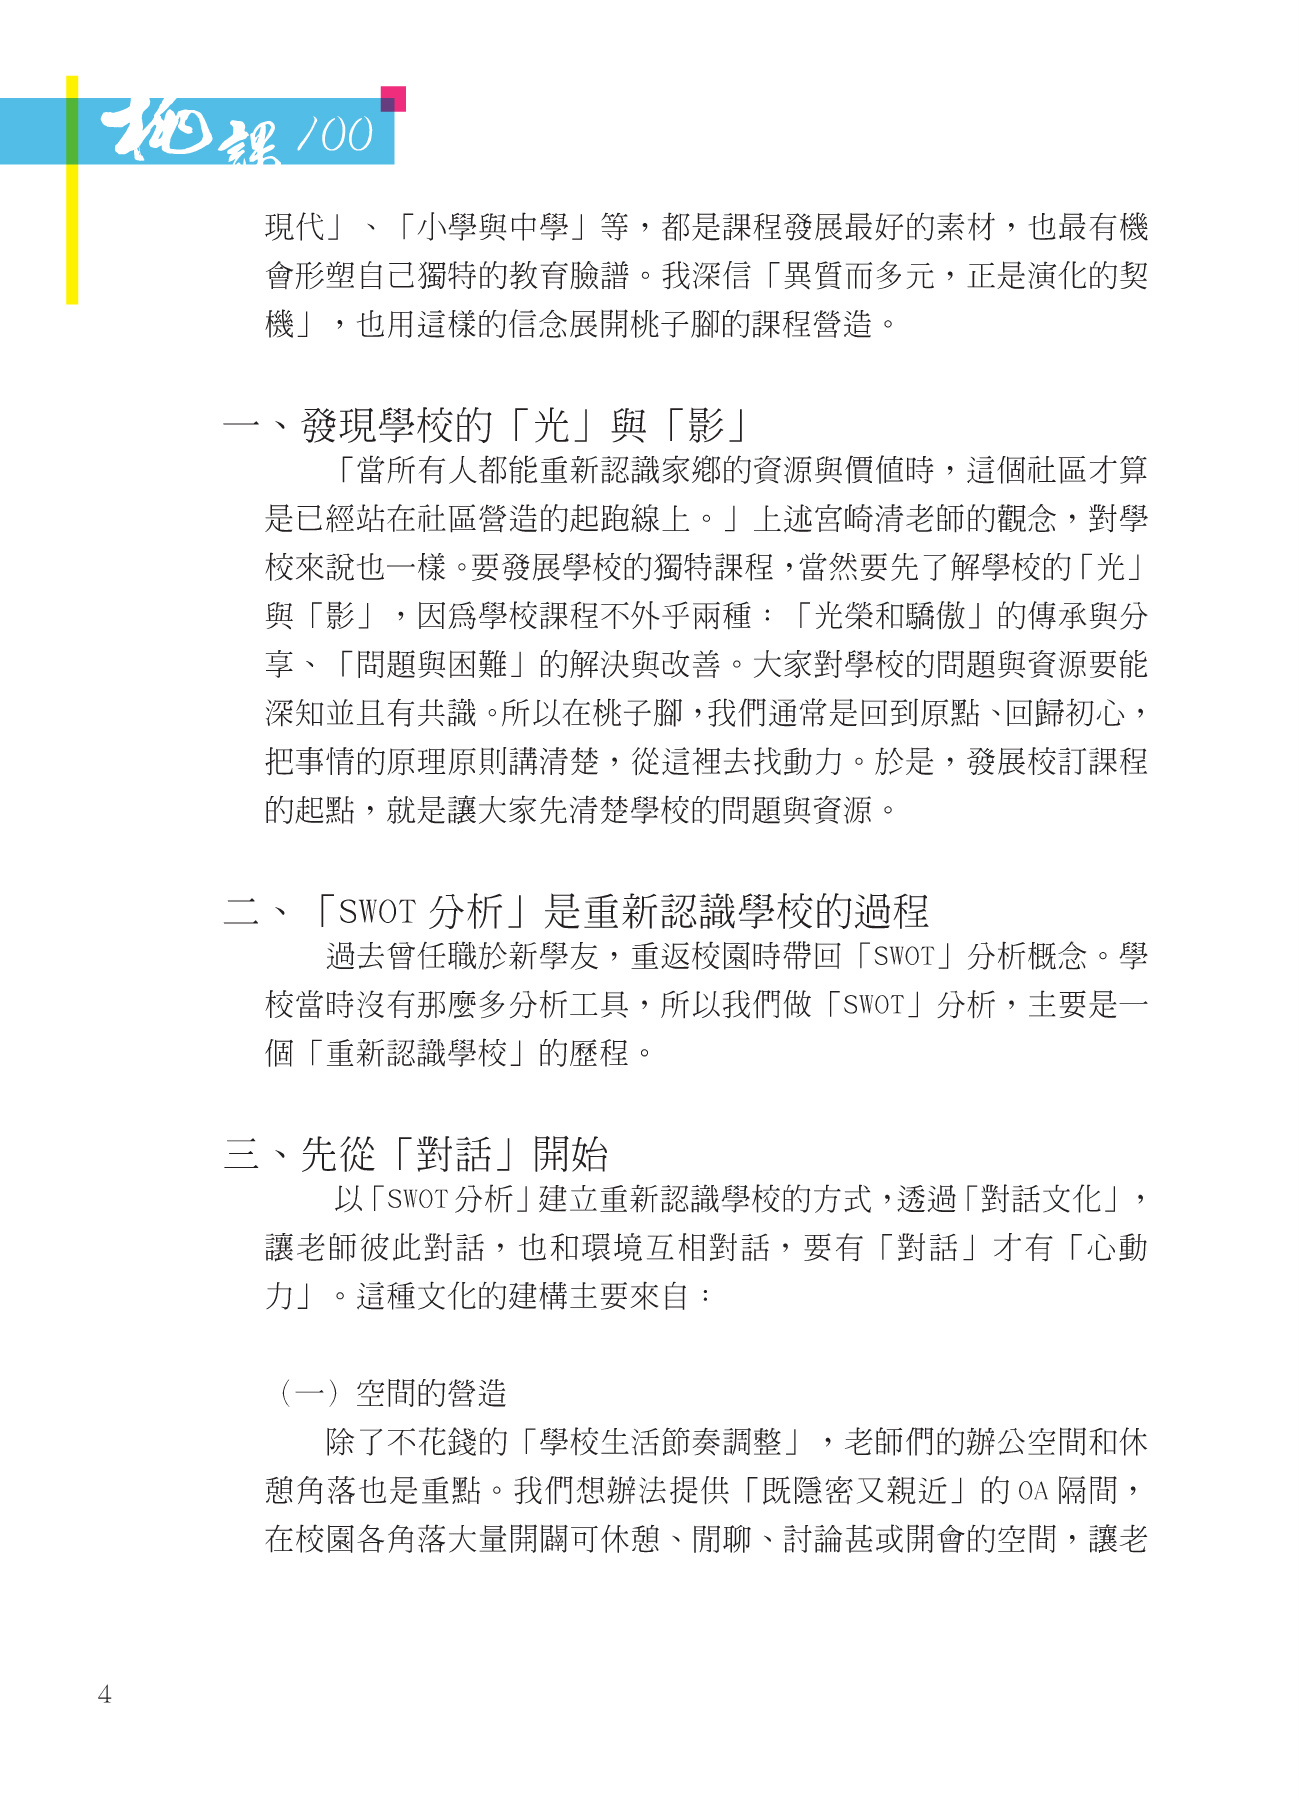 桃課100
現代」、「小學與中學」等，都是課程發展最好的素材，也最有機
會形塑自己獨特的教育臉譜。我深信「異質而多元，正是演化的契
機」，也用這樣的信念展開桃子腳的課程營造。
一、發現學校的「光」與「影」
「當所有人都能重新認識家鄉的資源與價值時，這個社區才算
是已經站在社區營造的起跑線上。」上述宮崎清老師的觀念，對學
校來說也一樣。要發展學校的獨特課程，當然要先了解學校的「光」
與「影」，因為學校課程不外乎兩種：「光榮和驕傲」的傳承與分
享、「問題與困難」的解決與改善。大家對學校的問題與資源要能
深知並且有共識。所以在桃子腳，我們通常是回到原點、回歸初心，
把事情的原理原則講清楚，從這裡去找動力。於是，發展校訂課程
的起點，就是讓大家先清楚學校的問題與資源。
二、「SWOT 分析」是重新認識學校的過程
過去曾任職於新學友，重返校園時帶回「SWOT」分析概念。學
校當時沒有那麼多分析工具，所以我們做「SWOT」分析，主要是一
個「重新認識學校」的歷程。
三、先從「對話」開始
以「SWOT 分析」建立重新認識學校的方式，透過「對話文化」，
讓老師彼此對話，也和環境互相對話，要有「對話」才有「心動
力」。這種文化的建構主要來自：
（一）空間的營造
除了不花錢的「學校生活節奏調整」，老師們的辦公空間和休
憩角落也是重點。我們想辦法提供「既隱密又親近」的 OA 隔間，
在校園各角落大量開闢可休憩、閒聊、討論甚或開會的空間，讓老
4